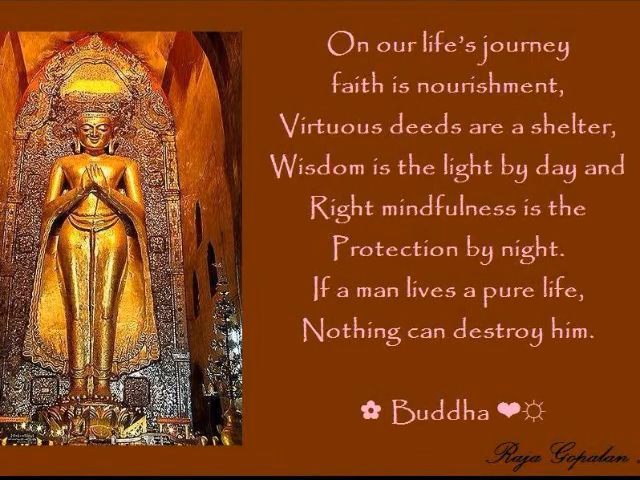 On our life's journey
faith is nourishment,
Virtuous deeds are a shelter,
Wisdom is the light by day and
Right mindfulness is the
Protection by night.
If a man lives a pure life,
Nothing can destroy him.
✿ Buddha ❤☼
Raja Gopalan